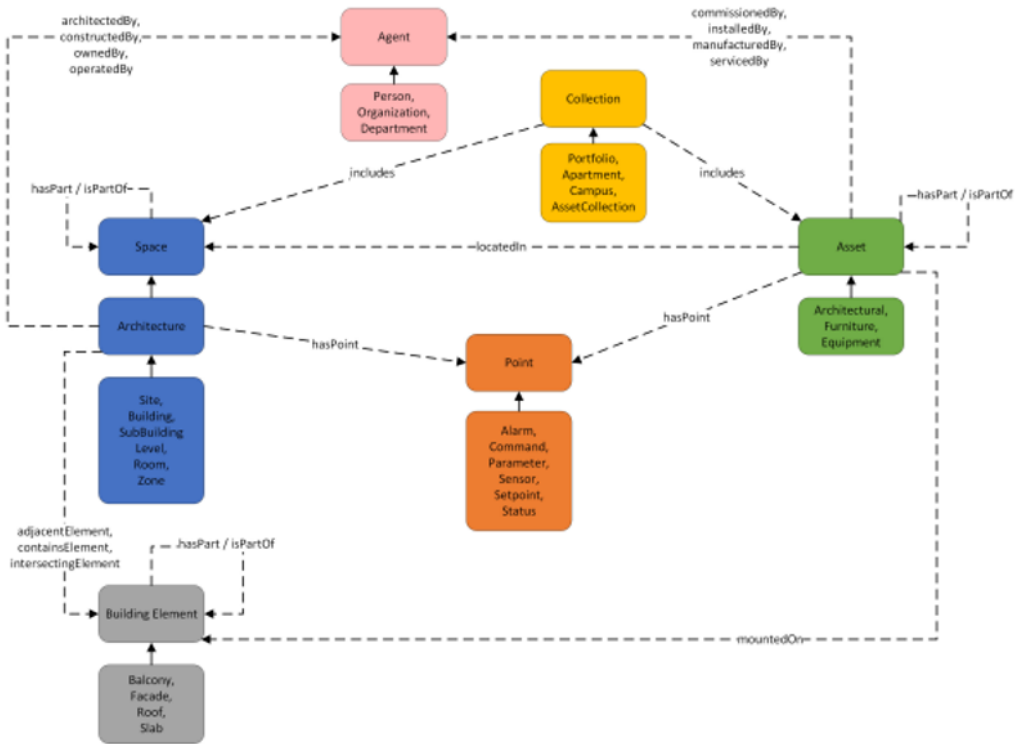 architectedBy,
constructedBy,
ownedBy,
operatedBy
Agent
commissionedBy,
installedBy,
manufacturedBy,
servicedBy
Person,
Organization,
Department
Collection
Portfolio,
Apartment,
Campus,
AssetCollection
includes
includes
hasPart / isPartOf
hasPart / isPartOf
Space
locatedIn
Asset
Architecture
hasPoint
hasPoint
Architectural,
Furniture,
Equipment
Point
Site,
Building,
SubBuilding
Level,
Room,
Zone
Alarm,
Command,
Parameter,
Sensor,
Setpoint,
Status
adjacentElement,
containsElement,
intersectingElement
hasPart / isPartOf
Building Element
mountedOn
Balcony,
Facade,
Roof,
Slab